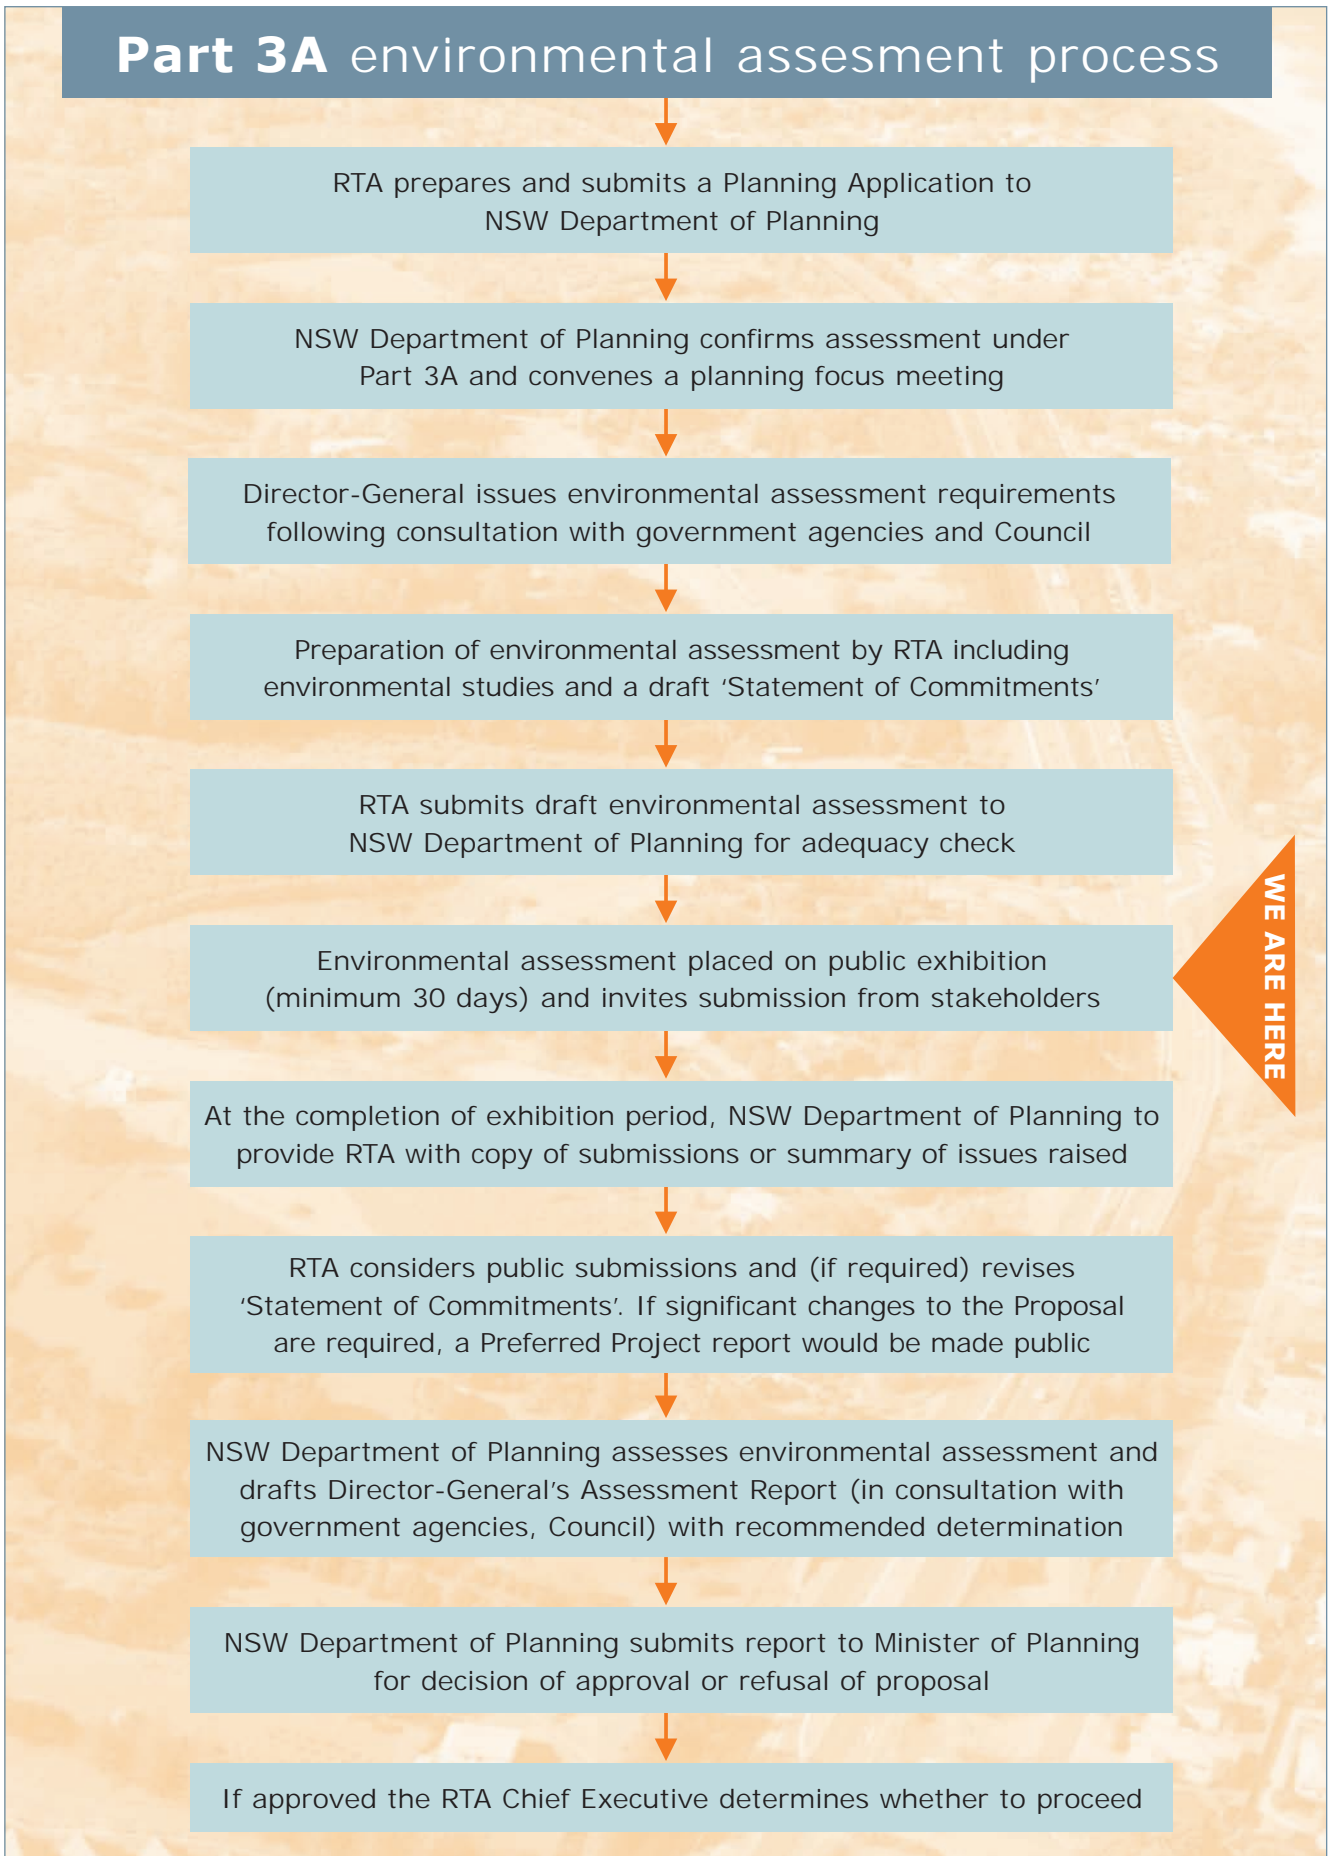 Part 3A environmental assesment process
RTA prepares and submits a Planning Application to
NSW Department of Planning
NSW Department of Planning confirms assessment under
Part 3A and convenes a planning focus meeting
Director-General issues environmental assessment requirements
following consultation with government agencies and Council
Preparation of environmental assessment by RTA including
environmental studies and a draft ‘Statement of Commitments’
RTA submits draft environmental assessment to
NSW Department of Planning for adequacy check
Environmental assessment placed on public exhibition
(minimum 30 days) and invites submission from stakeholders
WE ARE HERE
At the completion of exhibition period, NSW Department of Planning to
provide RTA with copy of submissions or summary of issues raised
RTA considers public submissions and (if required) revises
‘Statement of Commitments’. If significant changes to the Proposal
are required, a Preferred Project report would be made public
NSW Department of Planning assesses environmental assessment and
drafts Director-General’s Assessment Report (in consultation with
government agencies, Council) with recommended determination
NSW Department of Planning submits report to Minister of Planning
for decision of approval or refusal of proposal
If approved the RTA Chief Executive determines whether to proceed